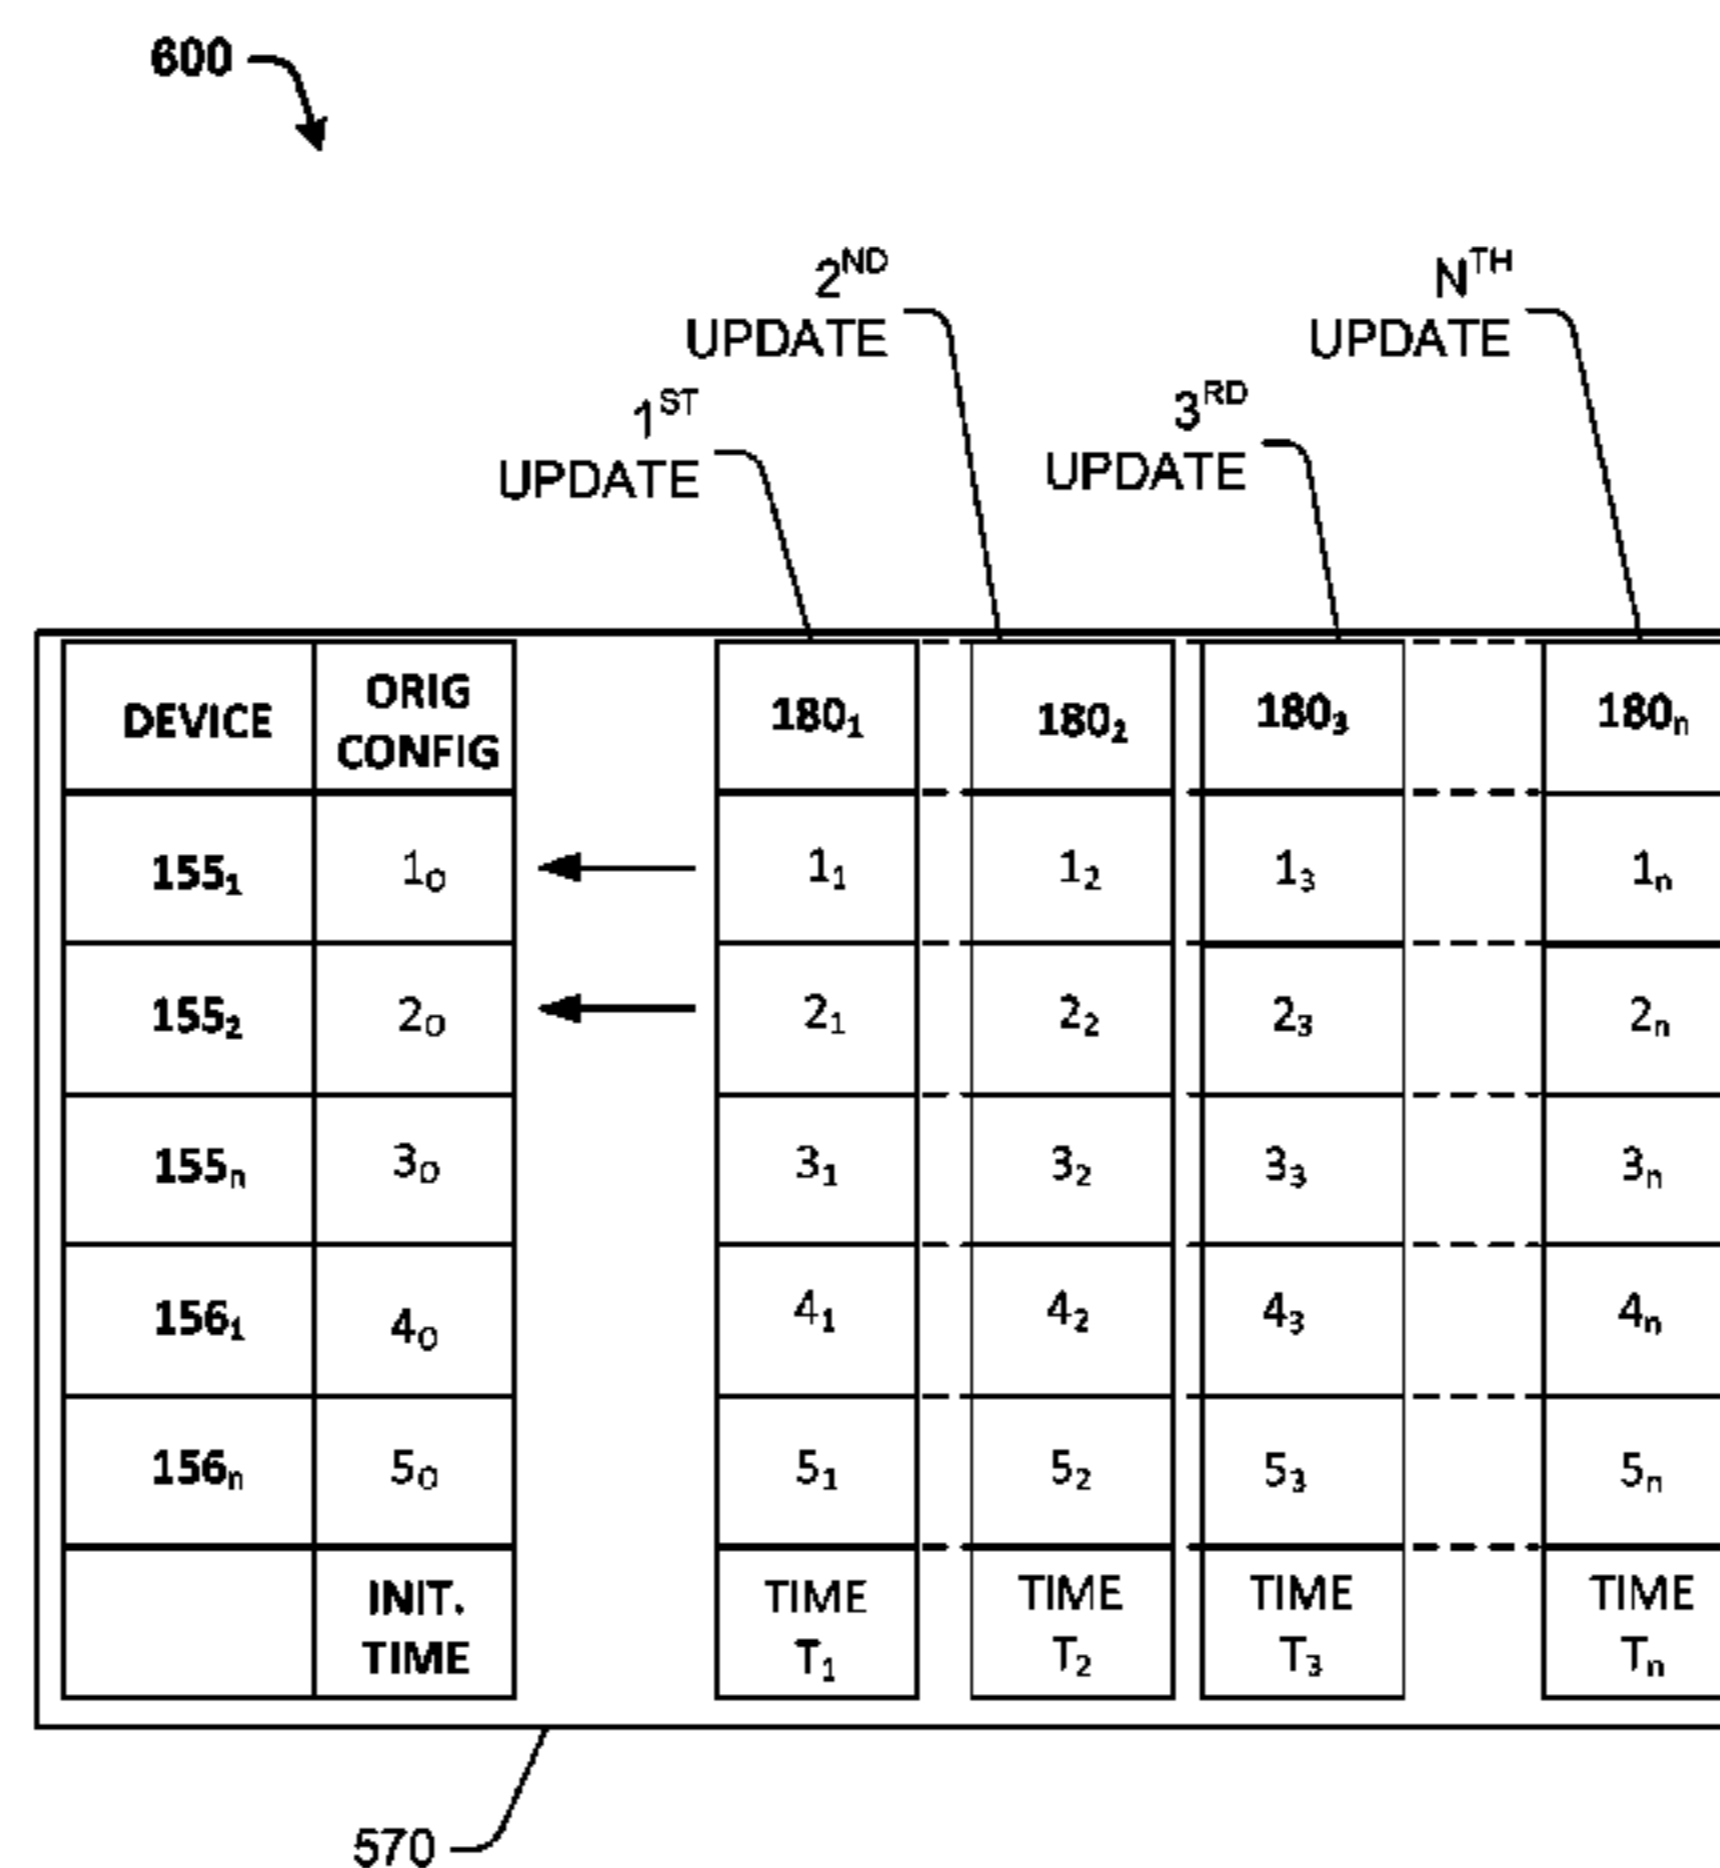 600
2ND
UPDATE
NTH
UPDATE
1ST
UPDATE
3RD
UPDATE
DEVICE ORIG CONFIG 180₁ 180₂ 180₃ 180ₙ
155₁ 1₀ 1₁ 1₂ 1₃ 1ₙ
155₂ 2₀ 2₁ 2₂ 2₃ 2ₙ
155ₙ 3₀ 3₁ 3₂ 3₃ 3ₙ
156₁ 4₀ 4₁ 4₂ 4₃ 4ₙ
156ₙ 5₀ 5₁ 5₂ 5₃ 5ₙ
INIT. TIME TIME T₁ TIME T₂ TIME T₃ TIME Tₙ
570